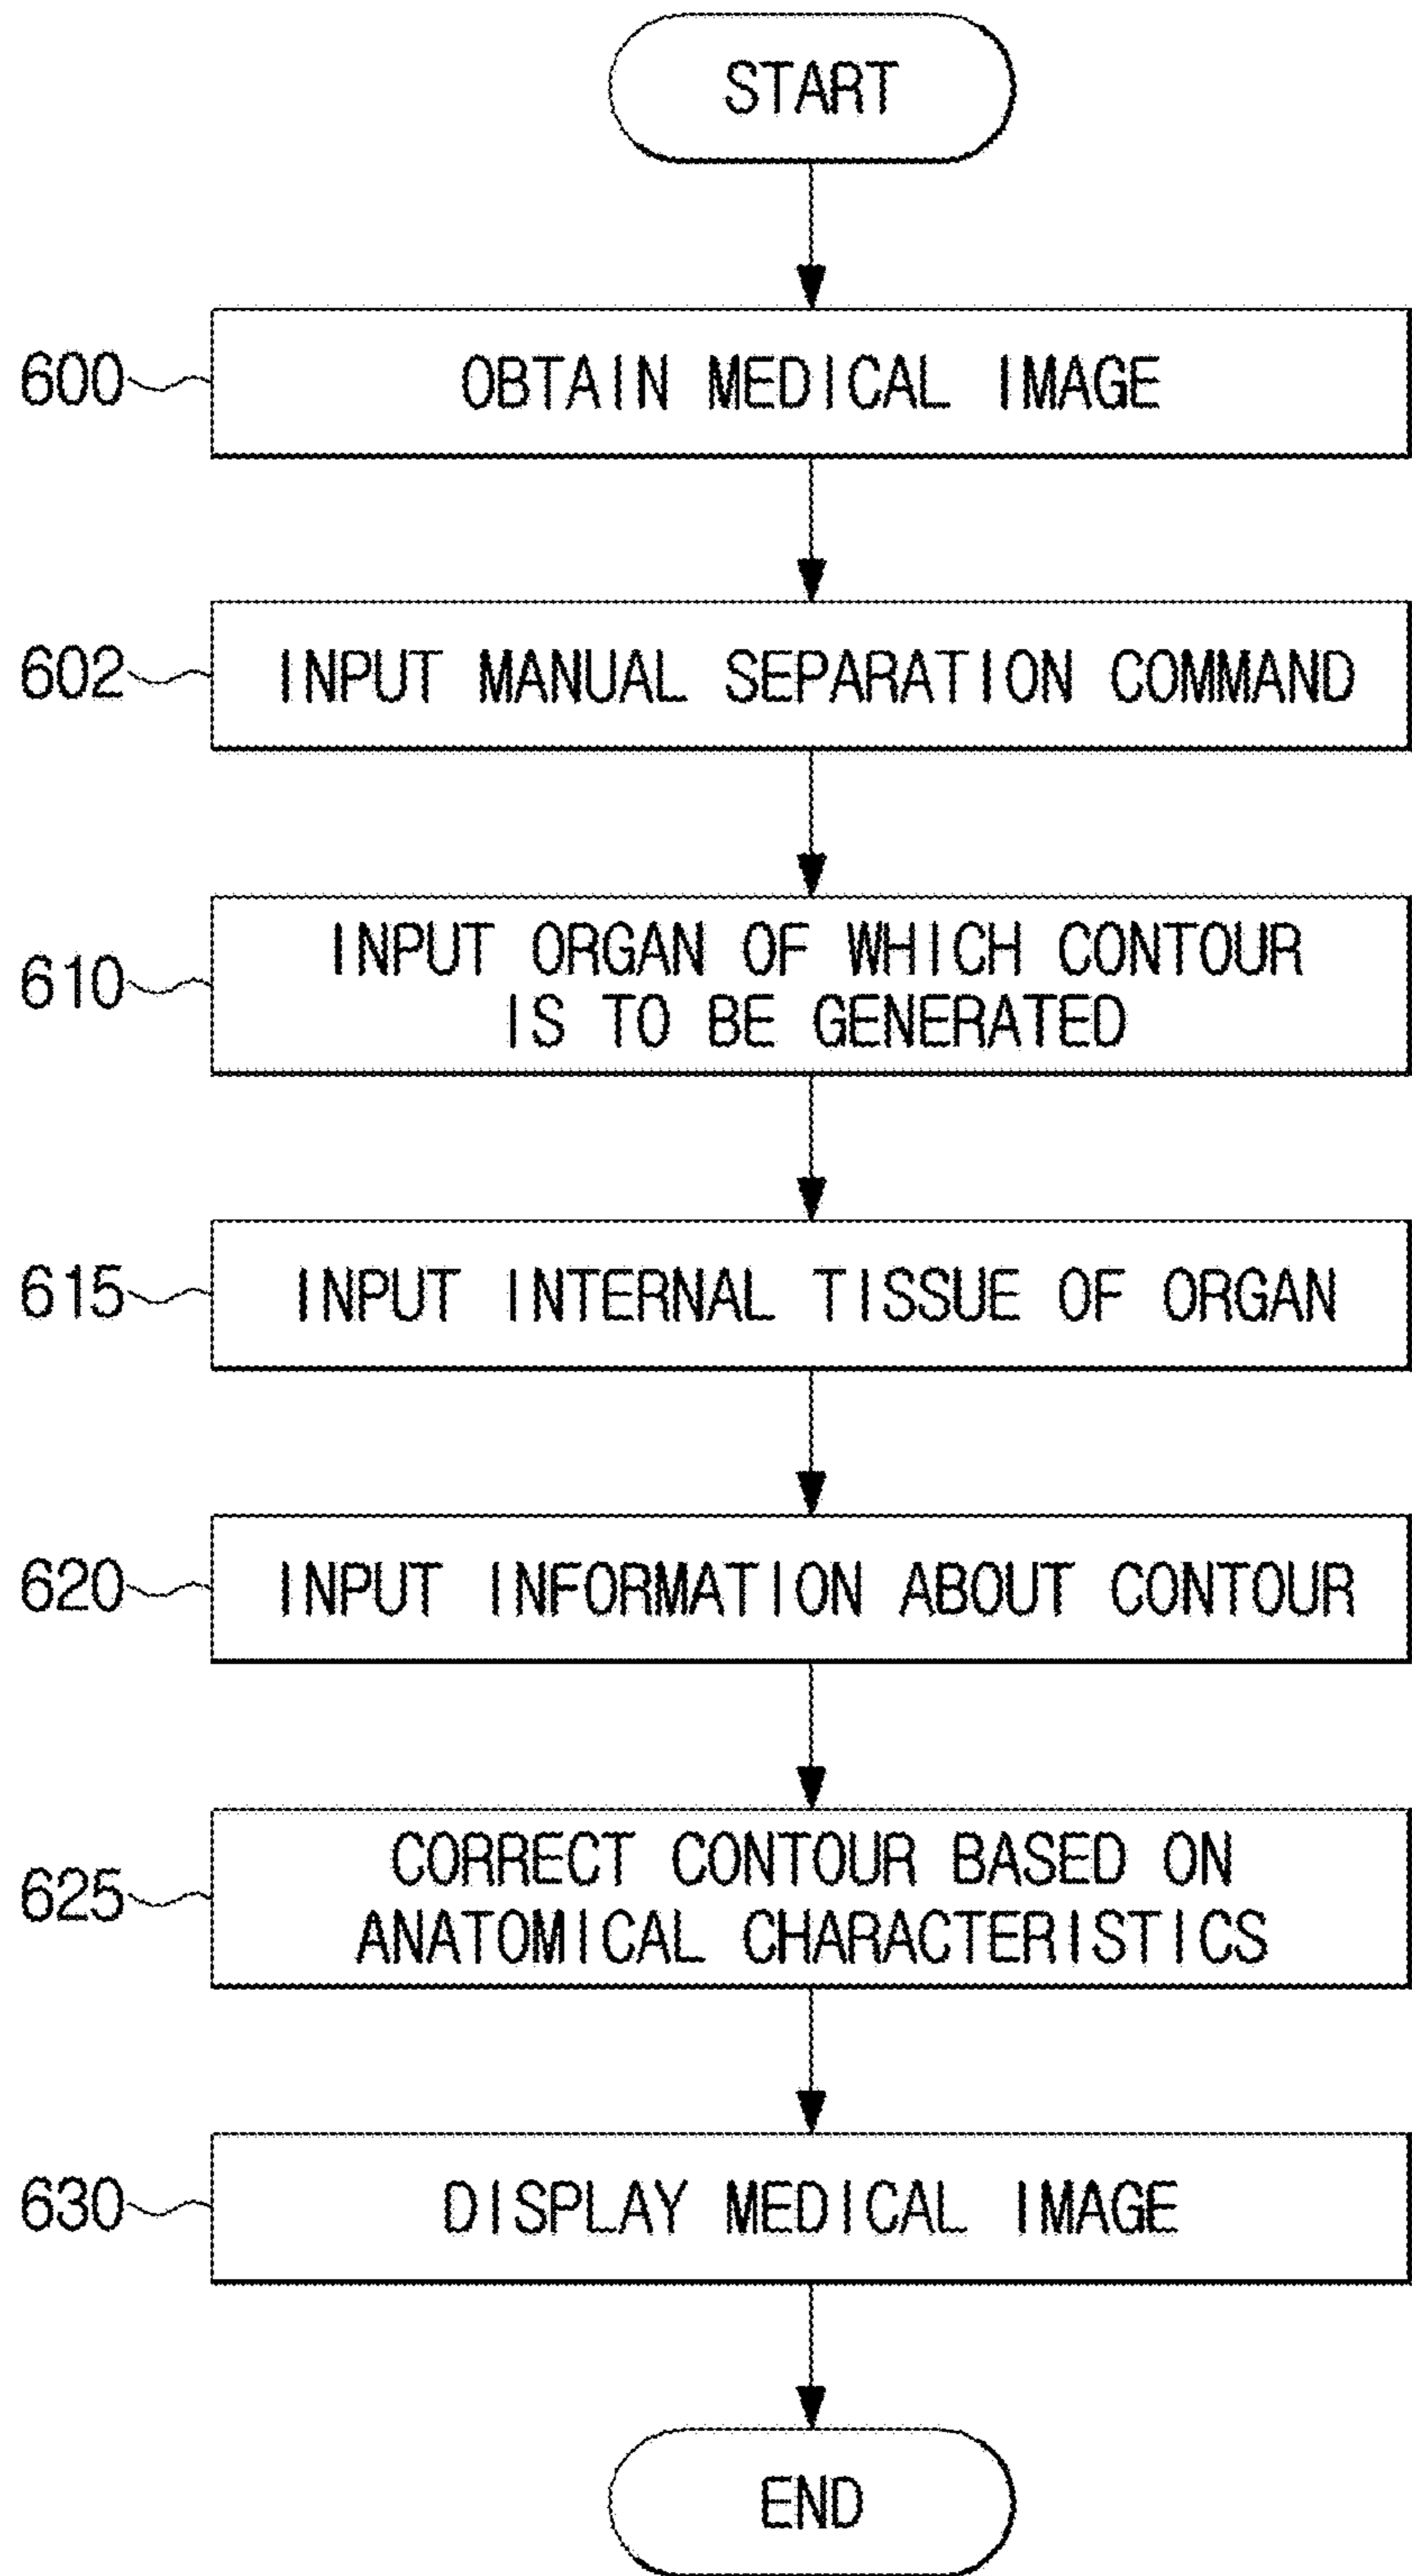 START
600
OBTAIN MEDICAL IMAGE
602
INPUT MANUAL SEPARATION COMMAND
610
INPUT ORGAN OF WHICH CONTOUR
IS TO BE GENERATED
615
INPUT INTERNAL TISSUE OF ORGAN
620
INPUT INFORMATION ABOUT CONTOUR
625
CORRECT CONTOUR BASED ON
ANATOMICAL CHARACTERISTICS
630
DISPLAY MEDICAL IMAGE
END